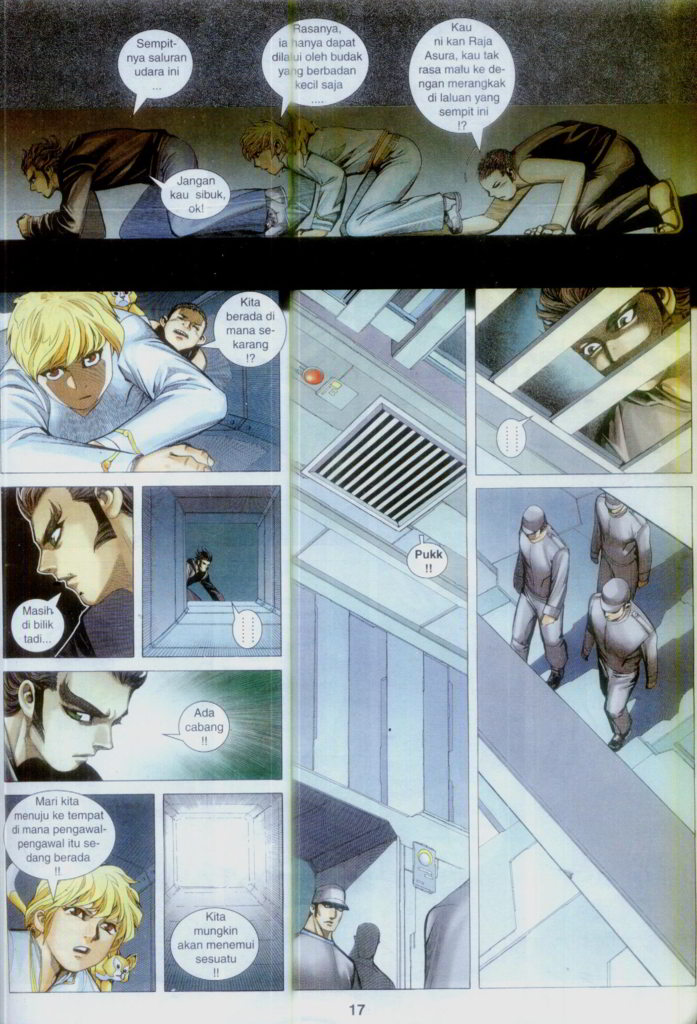 Sempit-
nya saluran
udara ini
....
Rasanya,
ia hanya dapat
dilalui oleh budak
yang berbadan
kecil saja
....
Kau
ni kan Raja
Asura, kau tak
rasa malu ke de-
ngan merangkak
di laluan yang
sempit ini
!?
Jangan
kau sibuk,
ok!
Kita
berada di
mana se-
karang
!?
Masih
di bilik
tadi...
Ada
cabang
!!
Mari kita
menuju ke tempat
di mana pengawal-
pengawal itu se-
dang berada
!!
Kita
mungkin
akan menemui
sesuatu
!!
Pukk
!!
17